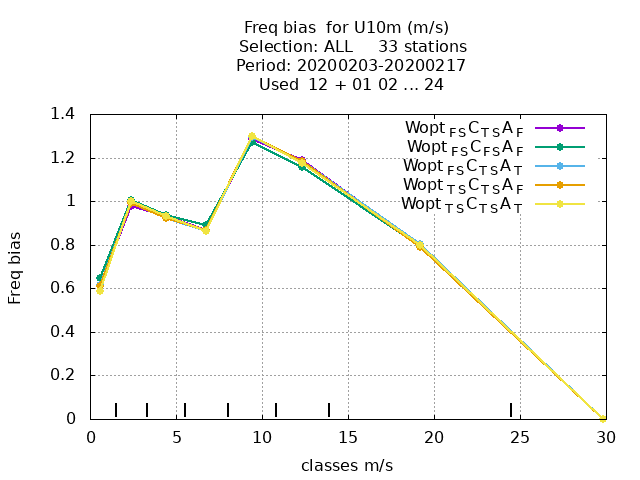 Freq bias  for U10m (m/s)
Selection: ALL     33 stations
Period: 20200203-20200217
Used  12 + 01 02 ... 24
Wopt FS C TS A F
Wopt FS C FS A F
Wopt FS C TS A T
Wopt TS C TS A F
Wopt TS C TS A T
1.4
1.2
1
0.8
0.6
0.4
0.2
0
Freq bias
0 5 10 15 20 25 30
classes m/s